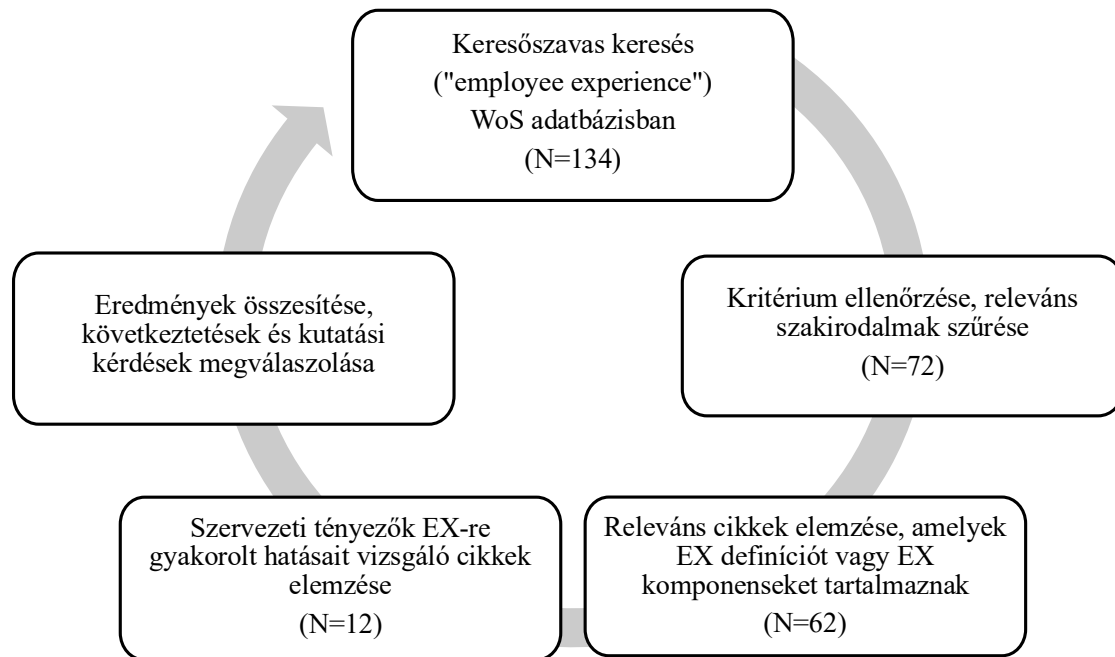 Keresőszavas keresés
("employee experience")
WoS adatbázisban
(N=134)
Kritérium ellenőrzése, releváns
szakirodalmak szűrése
(N=72)
Releváns cikkek elemzése, amelyek
EX definíciót vagy EX
komponenseket tartalmaznak
(N=62)
Szervezeti tényezők EX-re
gyakorolt hatásait vizsgáló cikkek
elemzése
(N=12)
Eredmények összesítése,
következtetések és kutatási
kérdések megválaszolása